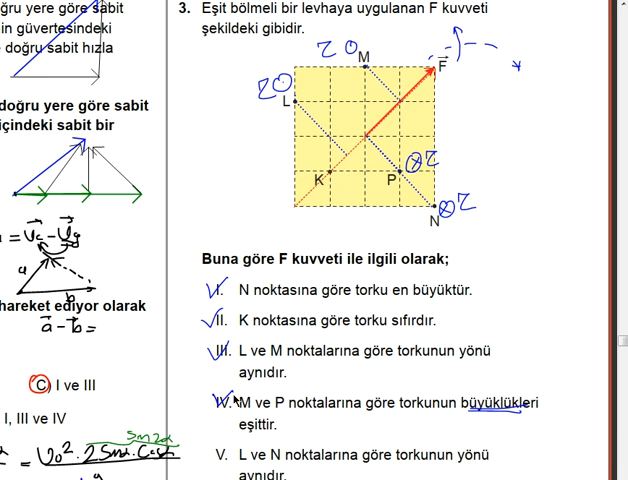 ğru yere göre sabit
in güvertesindeki
doğru sabit hızla
doğru yere göre sabit
içindeki sabit bir
a
b
hareket ediyor olarak
a - b =
C) I ve III
I, III ve IV
3. Eşit bölmeli bir levhaya uygulanan F kuvveti
şekildeki gibidir.
M
F
L
K
P
N
Buna göre F kuvveti ile ilgili olarak;
I. N noktasına göre torku en büyüktür.
II. K noktasına göre torku sıfırdır.
III. L ve M noktalarına göre torkunun yönü
aynıdır.
IV. M ve P noktalarına göre torkunun büyüklükleri
eşittir.
V. L ve N noktalarına göre torkunun yönü
aynıdır.